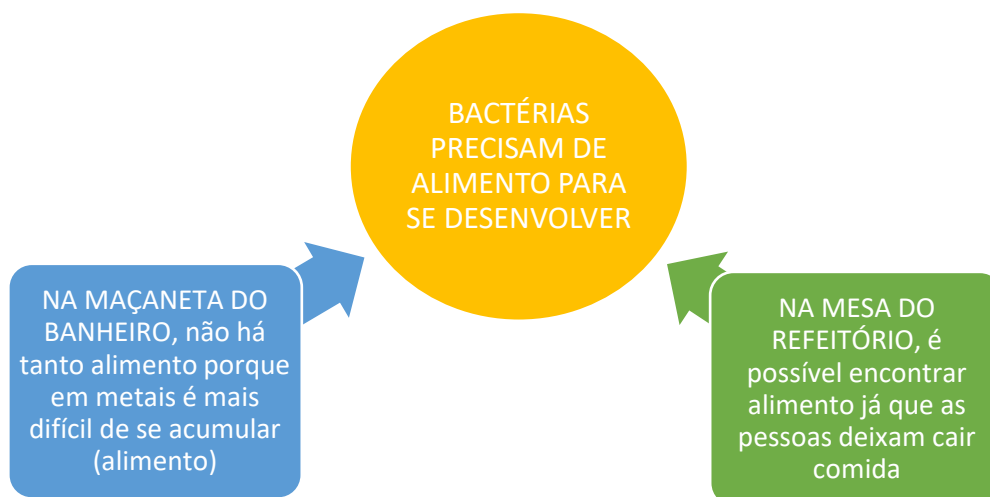 BACTÉRIAS
PRECISAM DE
ALIMENTO PARA
SE DESENVOLVER
NA MAÇANETA DO
BANHEIRO, não há
tanto alimento porque
em metais é mais
difícil de se acumular
(alimento)
NA MESA DO
REFEITÓRIO, é
possível encontrar
alimento já que as
pessoas deixam cair
comida